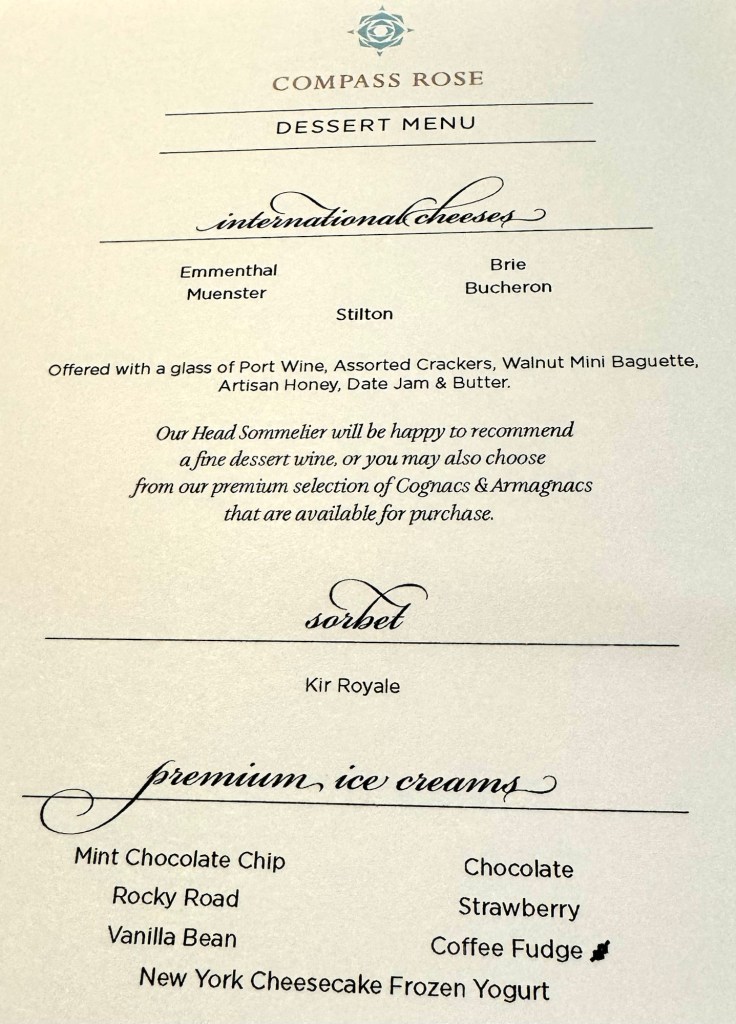 COMPASS ROSE
DESSERT MENU
international cheeses
Emmenthal
Brie
Muenster
Bucheron
Stilton
Offered with a glass of Port Wine, Assorted Crackers, Walnut Mini Baguette,
Artisan Honey, Date Jam & Butter.
Our Head Sommelier will be happy to recommend
a fine dessert wine, or you may also choose
from our premium selection of Cognacs & Armagnacs
that are available for purchase.
sorbet
Kir Royale
premium ice creams
Mint Chocolate Chip
Chocolate
Rocky Road
Strawberry
Vanilla Bean
Coffee Fudge
New York Cheesecake Frozen Yogurt